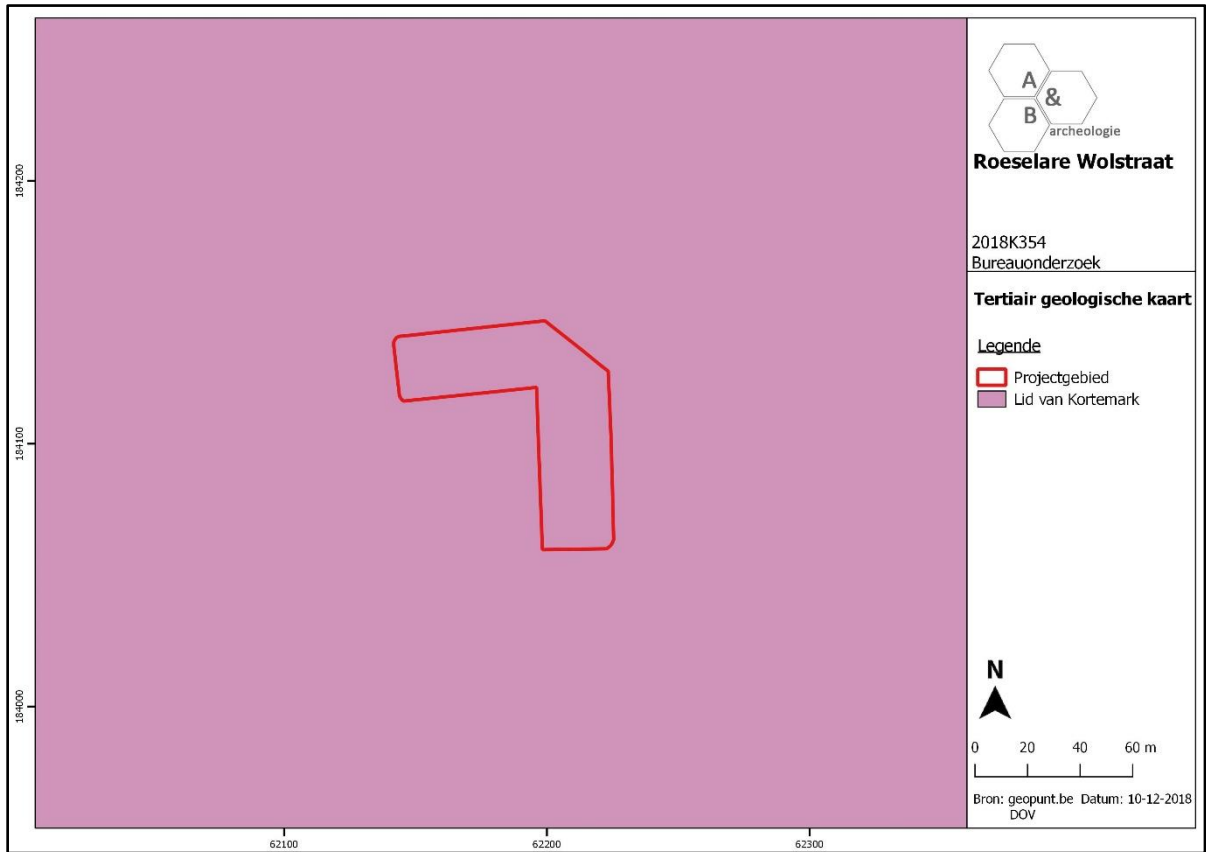 A
&
B
archeologie
Roeselare Wolstraat
2018K354
Bureauonderzoek
Tertiair geologische kaart
Legende
Projectgebied
Lid van Kortemark
N
0 20 40 60 m
Bron: geopunt.be Datum: 10-12-2018
DOV
184200
184100
184000
62100 62200 62300